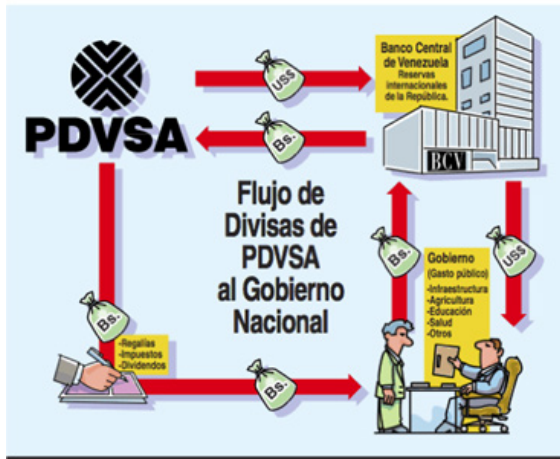 PDVSA
US$
Banco Central
de Venezuela
Reservas
internacionales
de la República.
Bs.
BCV
Flujo de
Divisas de
PDVSA
al Gobierno
Nacional
Bs.
US$
Gobierno
(Gasto público)
-Infraestructura
-Agricultura
-Educación
-Salud
-Otros
Bs.
-Regalías
-Impuestos
-Dividendos
Bs.